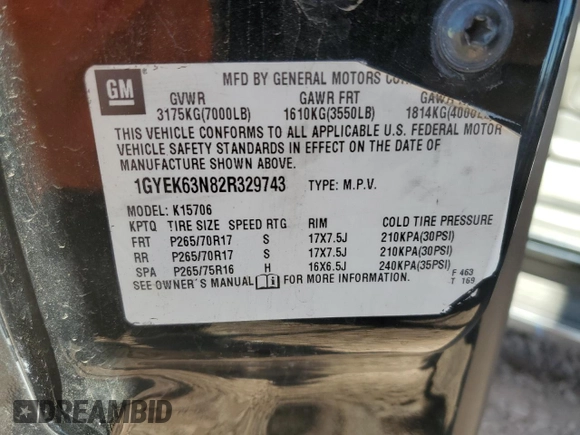 GM
MFD BY GENERAL MOTORS
GVWR GAWR FRT GAWR
3175KG(7000LB) 1610KG(3550LB) 1814KG(4000LB
THIS VEHICLE CONFORMS TO ALL APPLICABLE U.S. FEDERAL MOTOR
VEHICLE SAFETY STANDARDS IN EFFECT ON THE DATE OF
MANUFACTURE SHOWN ABOVE.
1GYEK63N82R329743 TYPE: M.P.V.
MODEL: K15706
KPTQ TIRE SIZE SPEED RTG RIM COLD TIRE PRESSURE
FRT P265/70R17 S 17X7.5J 210KPA(30PSI)
RR P265/70R17 S 17X7.5J 210KPA(30PSI)
SPA P265/75R16 H 16X6.5J 240KPA(35PSI)
SEE OWNER'S MANUAL FOR MORE INFORMATION.
F 463
T 169
DREAMBID